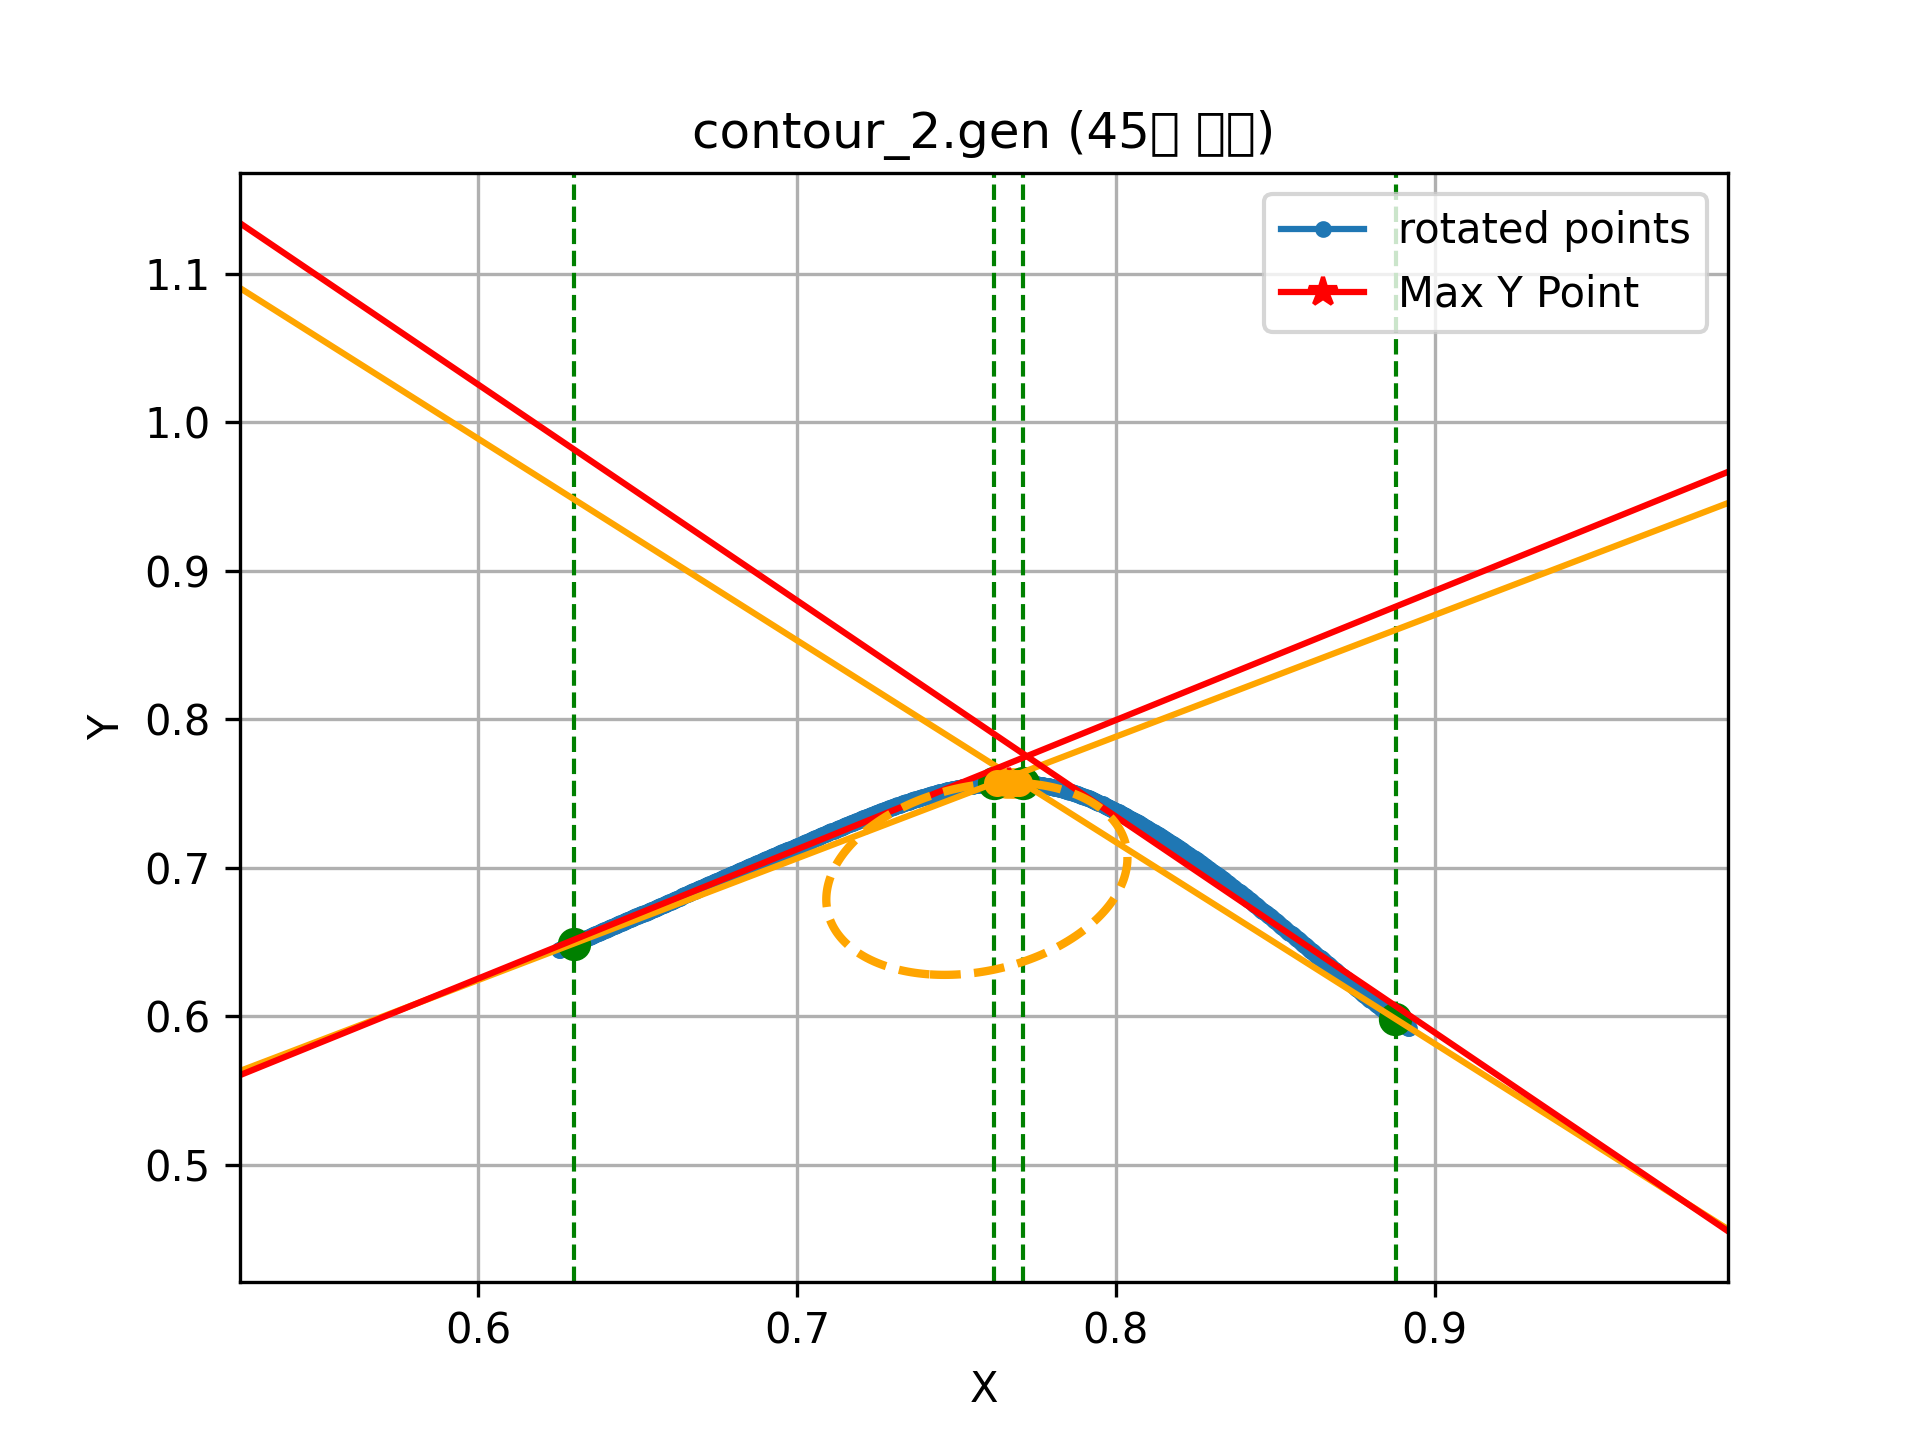 contour_2.gen (45▯ ▯▯)
rotated points
Max Y Point
Y
1.1
1.0
0.9
0.8
0.7
0.6
0.5
0.6 0.7 0.8 0.9
X